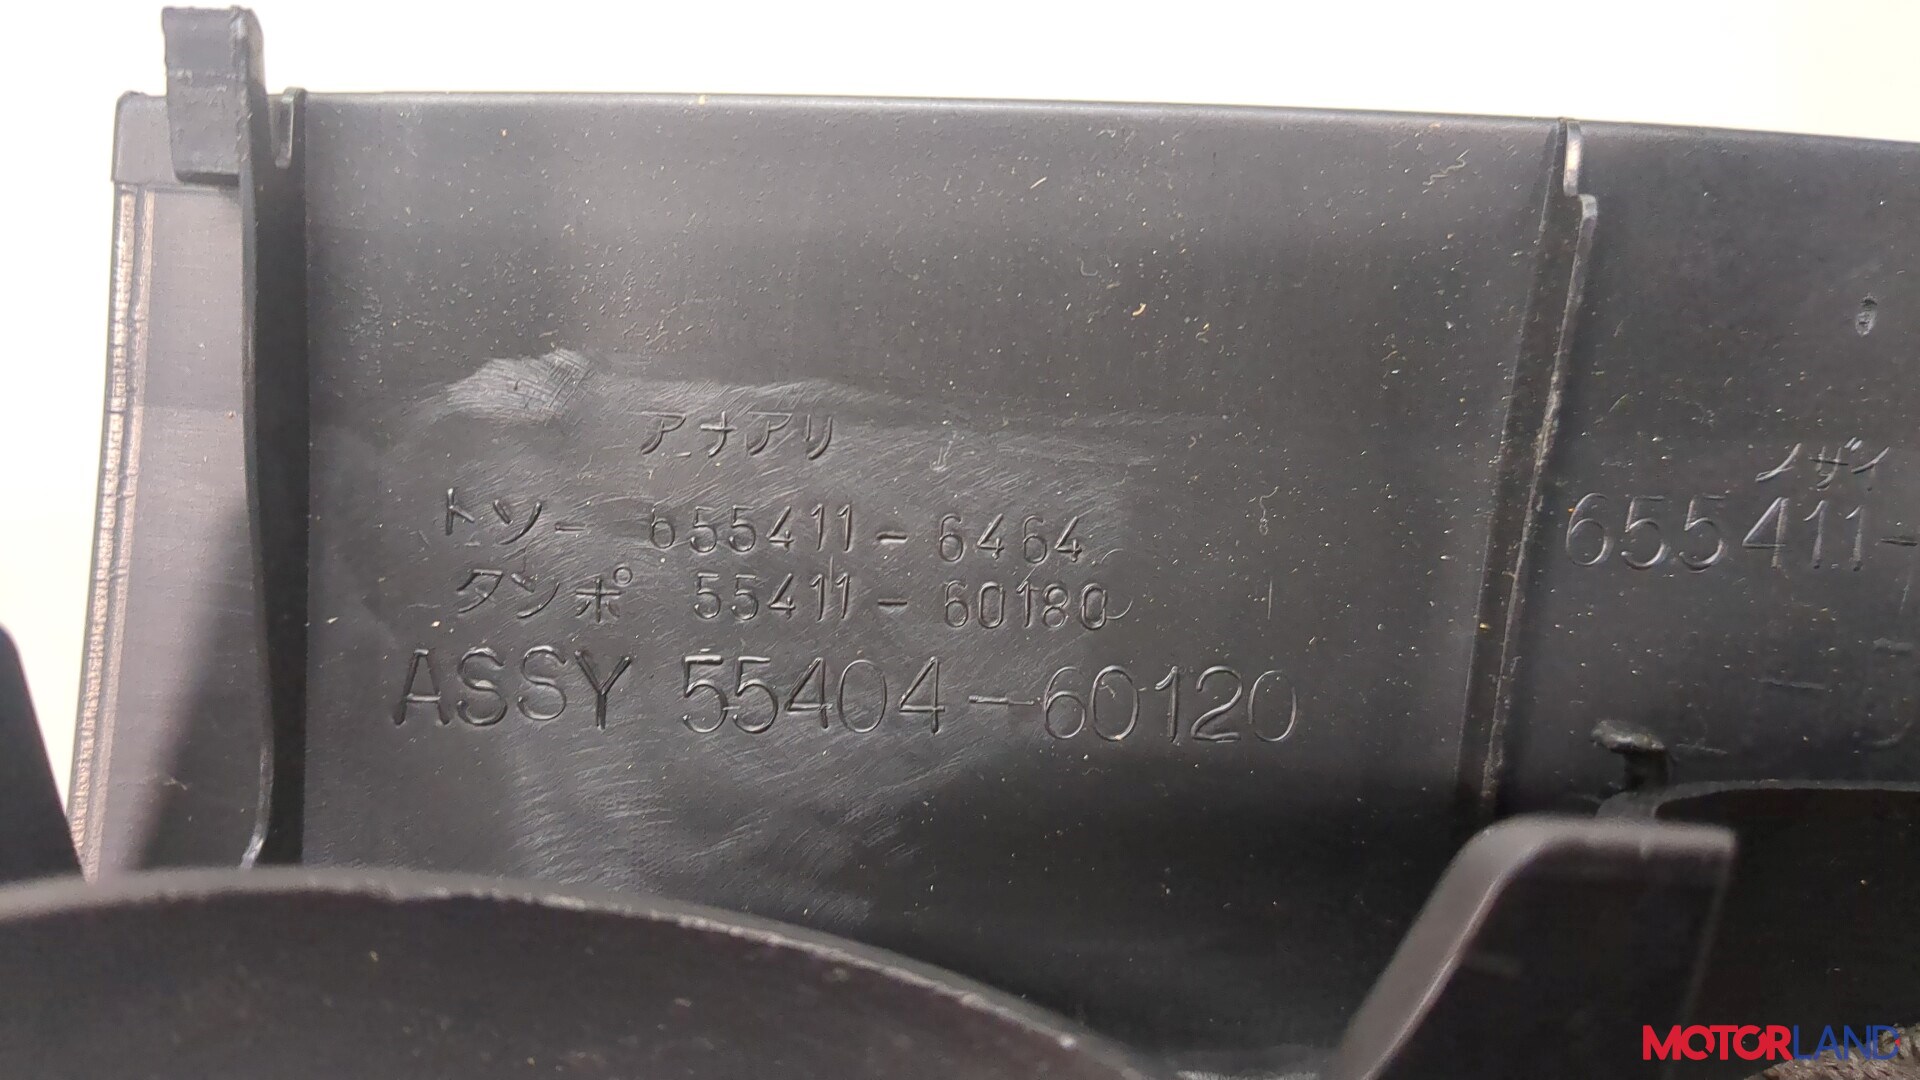 アナアリ
トソー 655411-6464
タンポ 55411-60180
ASSY 55404-60120
ノザイ
655411-
MOTORLAND